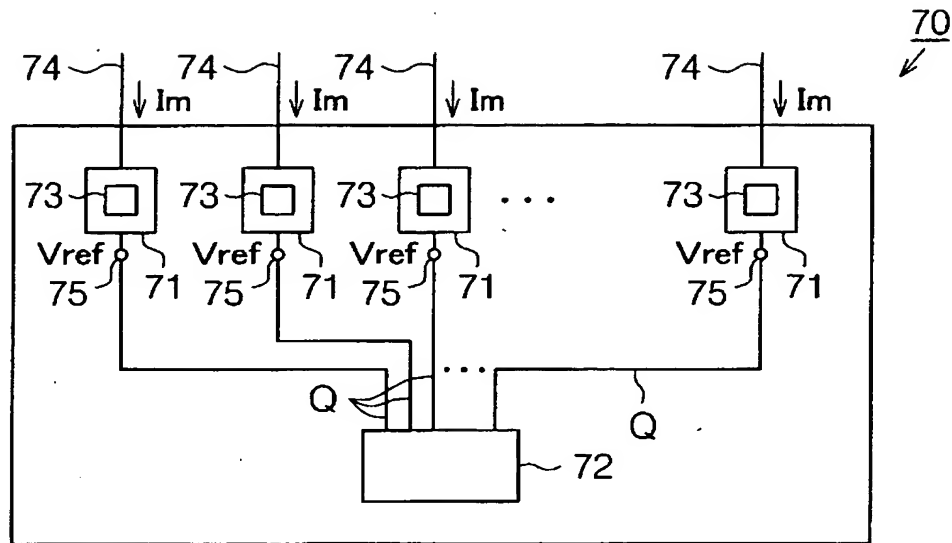 70
74 74 74 74
Im Im Im Im
73 73 73 ... 73
Vref Vref Vref Vref
75 71 75 71 75 71 75 71
...
Q Q
72